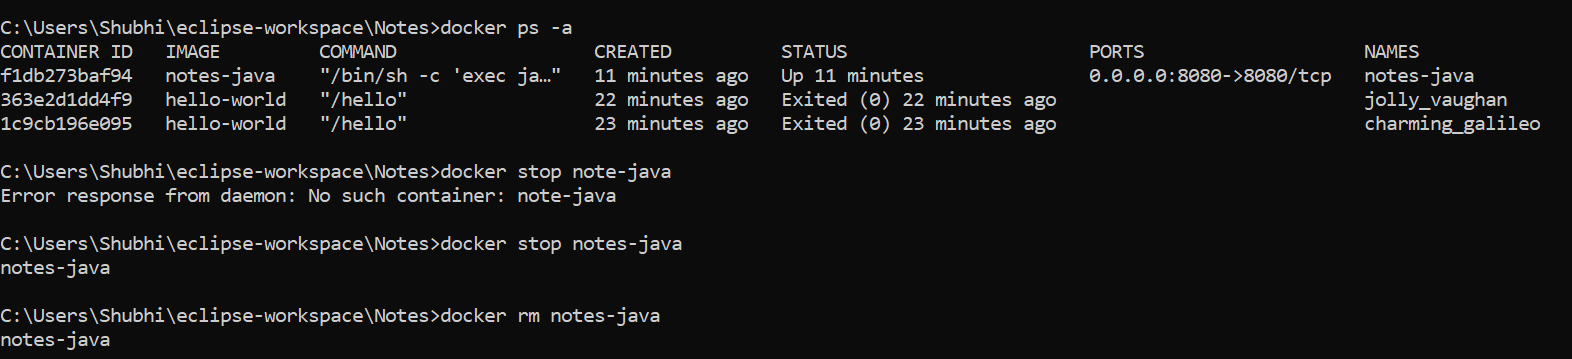 C:\Users\Shubhi\eclipse-workspace\Notes>docker ps -a
CONTAINER ID   IMAGE         COMMAND                  CREATED          STATUS                      PORTS                    NAMES
f1db273baf94   notes-java    "/bin/sh -c 'exec ja…"   11 minutes ago   Up 11 minutes               0.0.0.0:8080->8080/tcp   notes-java
363e2d1dd4f9   hello-world   "/hello"                 22 minutes ago   Exited (0) 22 minutes ago                            jolly_vaughan
1c9cb196e095   hello-world   "/hello"                 23 minutes ago   Exited (0) 23 minutes ago                            charming_galileo
C:\Users\Shubhi\eclipse-workspace\Notes>docker stop note-java
Error response from daemon: No such container: note-java
C:\Users\Shubhi\eclipse-workspace\Notes>docker stop notes-java
notes-java
C:\Users\Shubhi\eclipse-workspace\Notes>docker rm notes-java
notes-java